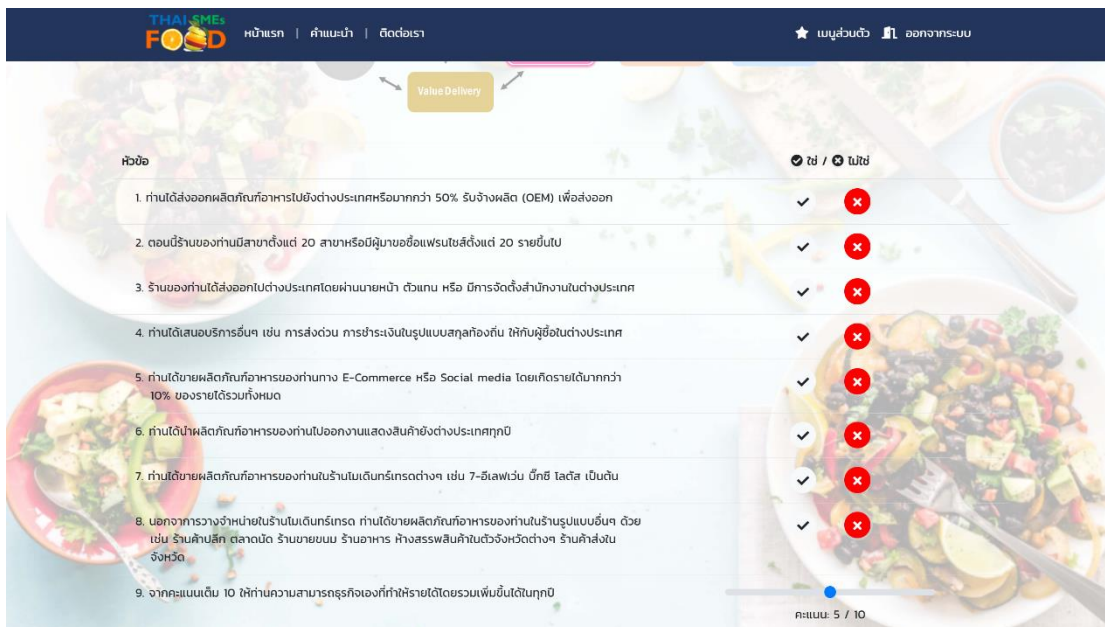 THAI SMEs
FOOD
หน้าแรก | คำแนะนำ | ติดต่อเรา
เมนูส่วนตัว ออกจากระบบ
Value Delivery
หัวข้อ
ใช่ / ไม่ใช่
1. ท่านได้ส่งออกผลิตภัณฑ์อาหารไปยังต่างประเทศหรือมากกว่า 50% รับจ้างผลิต (OEM) เพื่อส่งออก
2. ตอนนี้ร้านของท่านมีสาขาตั้งแต่ 20 สาขาหรือมีผู้มาขอซื้อแฟรนไชส์ตั้งแต่ 20 รายขึ้นไป
3. ร้านของท่านได้ส่งออกไปต่างประเทศโดยผ่านนายหน้า ตัวแทน หรือ มีการจัดตั้งสำนักงานในต่างประเทศ
4. ท่านได้เสนอบริการอื่นๆ เช่น การส่งด่วน การชำระเงินในรูปแบบสกุลท้องถิ่น ให้กับผู้ซื้อในต่างประเทศ
5. ท่านได้ขายผลิตภัณฑ์อาหารของท่านทาง E-Commerce หรือ Social media โดยเกิดรายได้มากกว่า
10% ของรายได้รวมทั้งหมด
6. ท่านได้นำผลิตภัณฑ์อาหารของท่านไปออกงานแสดงสินค้ายังต่างประเทศทุกปี
7. ท่านได้ขายผลิตภัณฑ์อาหารของท่านในร้านโมเดินทร์เทรดต่างๆ เช่น 7-อีเลฟเว่น บิ๊กซี โลตัส เป็นต้น
8. นอกจากการวางจำหน่ายในร้านโมเดินทร์เทรด ท่านได้ขายผลิตภัณฑ์อาหารของท่านในร้านรูปแบบอื่นๆ ด้วย
เช่น ร้านค้าปลีก ตลาดนัด ร้านขายขนม ร้านอาหาร ห้างสรรพสินค้าในตัวจังหวัดต่างๆ ร้านค้าส่งใน
จังหวัด
9. จากคะแนนเต็ม 10 ให้ท่านความสามารถธุรกิจเองที่ทำให้รายได้โดยรวมเพิ่มขึ้นได้ในทุกปี
คะแนน: 5 / 10